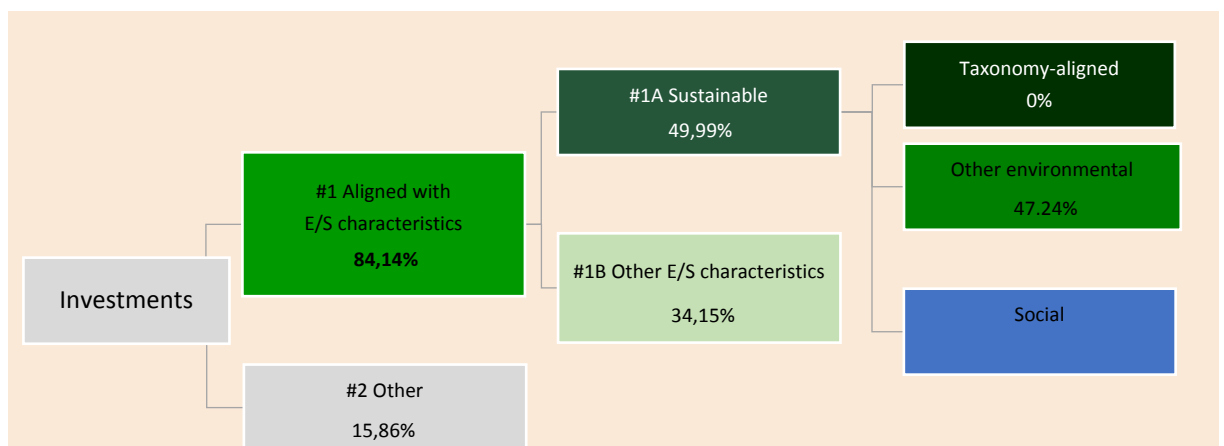 Investments
#1 Aligned with
E/S characteristics
84,14%
#2 Other
15,86%
#1A Sustainable
49,99%
#1B Other E/S characteristics
34,15%
Taxonomy-aligned
0%
Other environmental
47.24%
Social